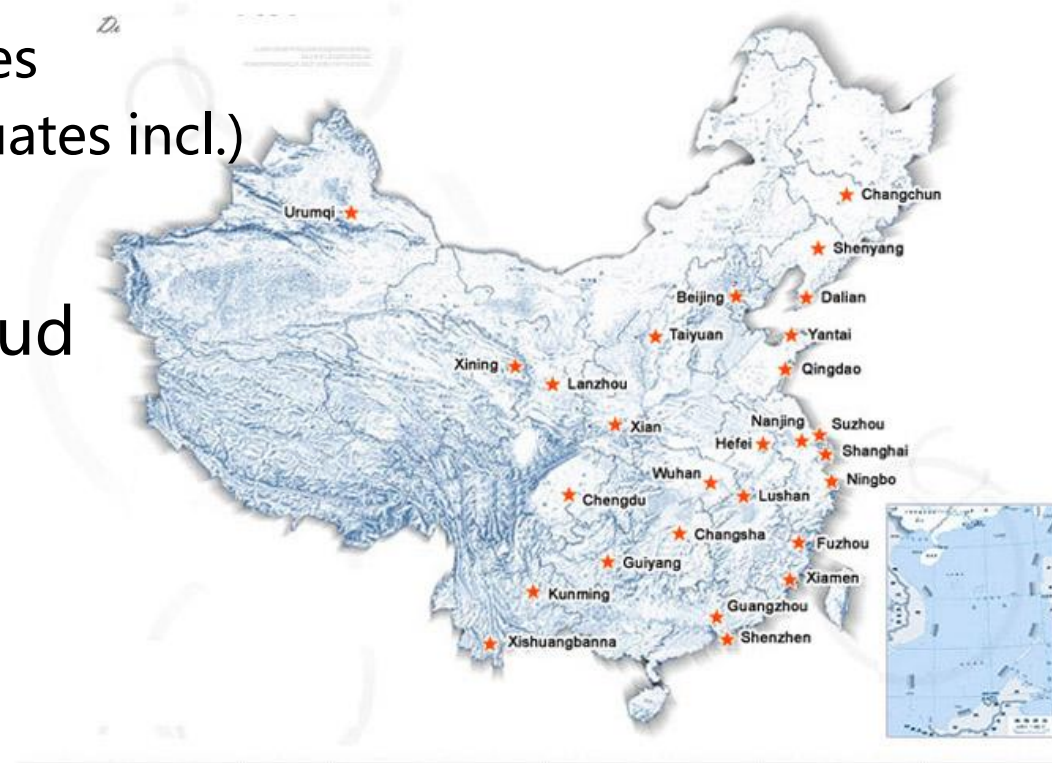 es
uates incl.)
ud
Changchun
Urumqi
Shenyang
Beijing
Dalian
Taiyuan
Yantai
Xining
Qingdao
Lanzhou
Nanjing
Suzhou
Xian
Hefei
Shanghai
Wuhan
Ningbo
Chengdu
Lushan
Changsha
Fuzhou
Guiyang
Xiamen
Kunming
Guangzhou
Shenzhen
Xishuangbanna